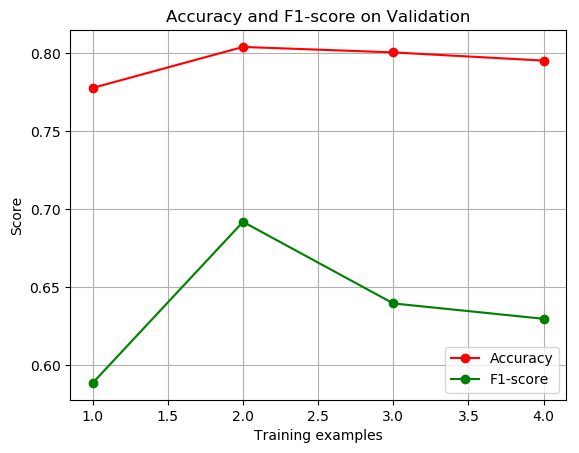 Accuracy and F1-score on Validation
0.80
0.75
0.70
0.65
0.60
Score
1.0 1.5 2.0 2.5 3.0 3.5 4.0
Training examples
Accuracy
F1-score